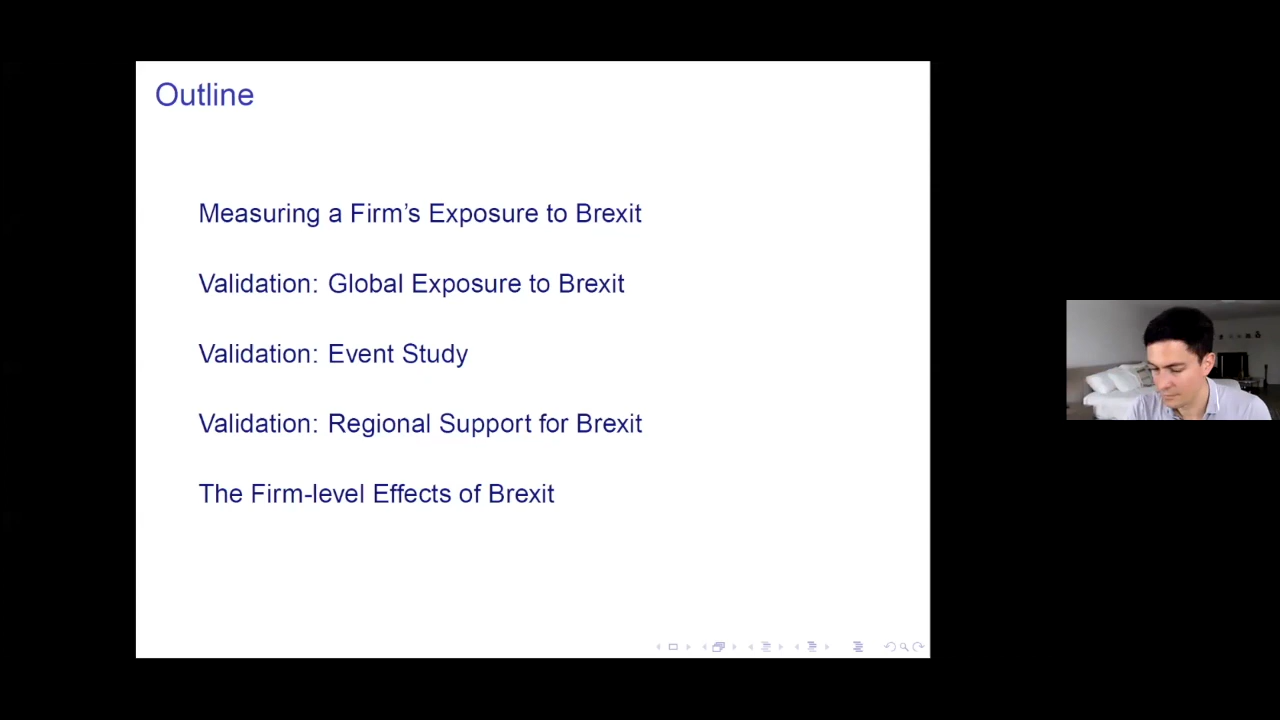 Outline
Measuring a Firm's Exposure to Brexit
Validation: Global Exposure to Brexit
Validation: Event Study
Validation: Regional Support for Brexit
The Firm-level Effects of Brexit